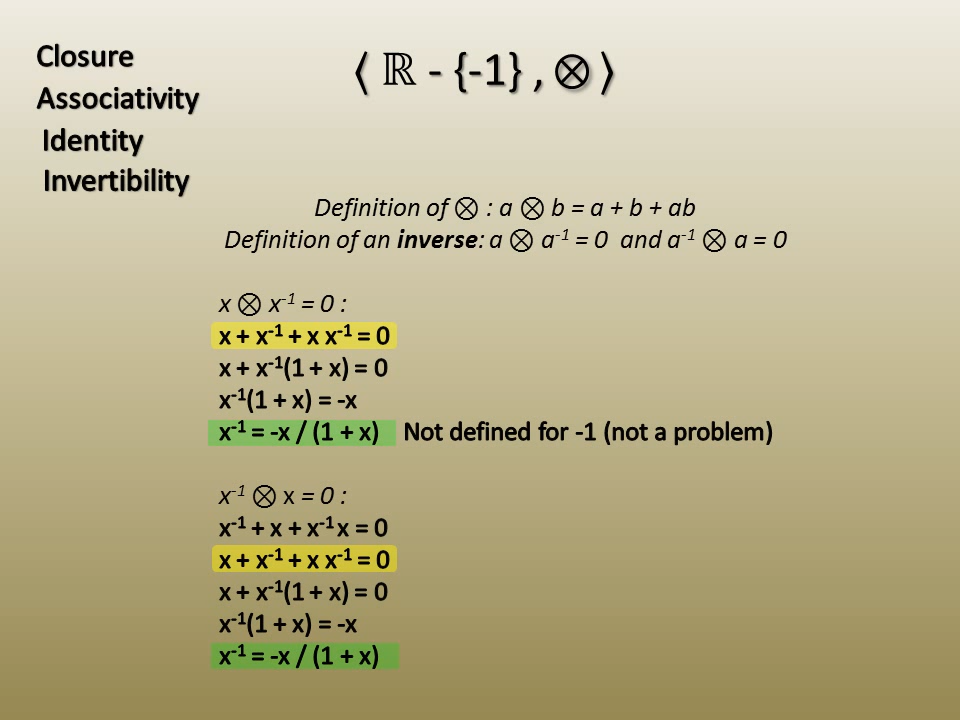 Closure
Associativity
Identity
Invertibility
⟨ ℝ - {-1} , ⊗ ⟩
Definition of ⊗ : a ⊗ b = a + b + ab
Definition of an inverse: a ⊗ a⁻¹ = 0 and a⁻¹ ⊗ a = 0
x ⊗ x⁻¹ = 0 :
x + x⁻¹ + x x⁻¹ = 0
x + x⁻¹(1 + x) = 0
x⁻¹(1 + x) = -x
x⁻¹ = -x / (1 + x) Not defined for -1 (not a problem)
x⁻¹ ⊗ x = 0 :
x⁻¹ + x + x⁻¹ x = 0
x + x⁻¹ + x x⁻¹ = 0
x + x⁻¹(1 + x) = 0
x⁻¹(1 + x) = -x
x⁻¹ = -x / (1 + x)